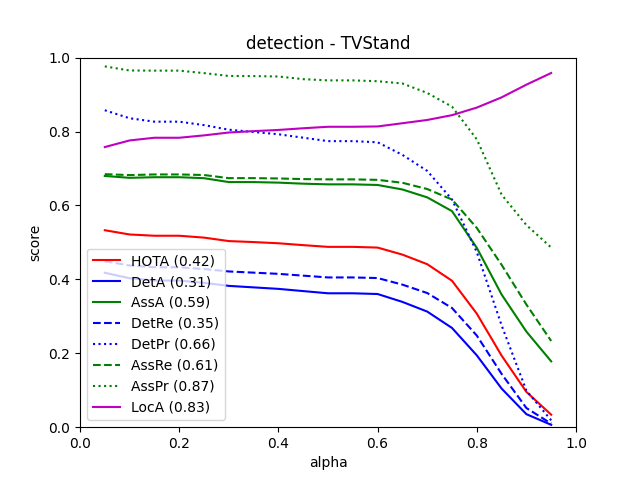 detection - TVStand
score
1.0
0.8
0.6
0.4
0.2
0.0
HOTA (0.42)
DetA (0.31)
AssA (0.59)
DetRe (0.35)
DetPr (0.66)
AssRe (0.61)
AssPr (0.87)
LocA (0.83)
0.0 0.2 0.4 0.6 0.8 1.0
alpha